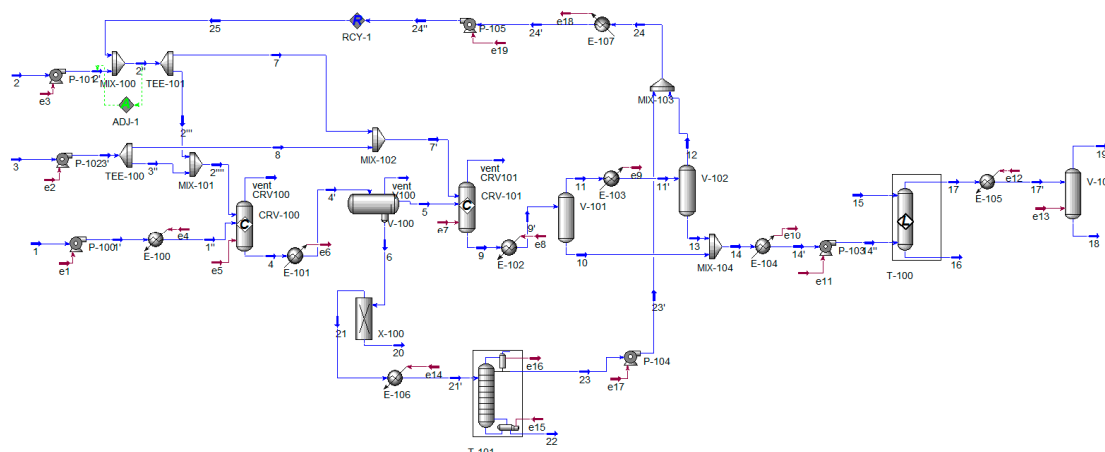 25
RCY-1
24"
P-105
e19
24'
e18
E-107
24
2
P-101
2'
e3
MIX-100
2"
TEE-101
7
ADJ-1
2'''
MIX-103
3
P-102
3'
e2
TEE-100
8
3"
MIX-101
2''''
MIX-102
7'
vent
CRV100
CRV-100
1
P-100
1'
e1
E-100
e4
1"
e5
4
E-101
e6
4'
vent
V100
V-100
5
6
vent
CRV101
CRV-101
e7
9
E-102
e8
9'
V-101
11
E-103
e9
11'
12
V-102
10
13
MIX-104
14
E-104
e10
14'
P-103
e11
14"
15
T-100
16
17
E-105
e12
17'
e13
19
18
21
X-100
20
E-106
e14
21'
T-101
e16
e15
22
23
e17
P-104
23'